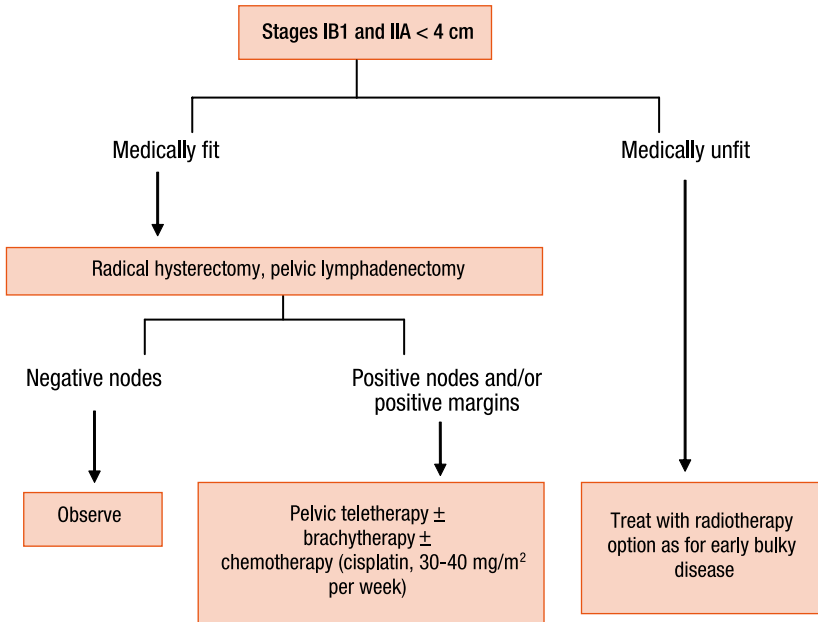 Stages IB1 and IIA < 4 cm
Medically fit
Medically unfit
Radical hysterectomy, pelvic lymphadenectomy
Negative nodes
Positive nodes and/or
positive margins
Observe
Pelvic teletherapy ±
brachytherapy ±
chemotherapy (cisplatin, 30-40 mg/m²
per week)
Treat with radiotherapy
option as for early bulky
disease